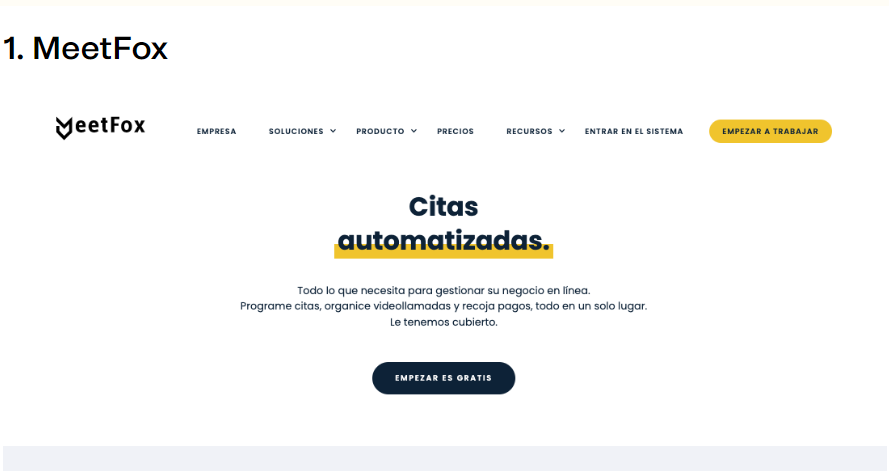 1. MeetFox
MeetFox
EMPRESA SOLUCIONES PRODUCTO PRECIOS RECURSOS ENTRAR EN EL SISTEMA EMPEZAR A TRABAJAR
Citas
automatizadas.
Todo lo que necesita para gestionar su negocio en línea.
Programe citas, organice videollamadas y recoja pagos, todo en un solo lugar.
Le tenemos cubierto.
EMPEZAR ES GRATIS